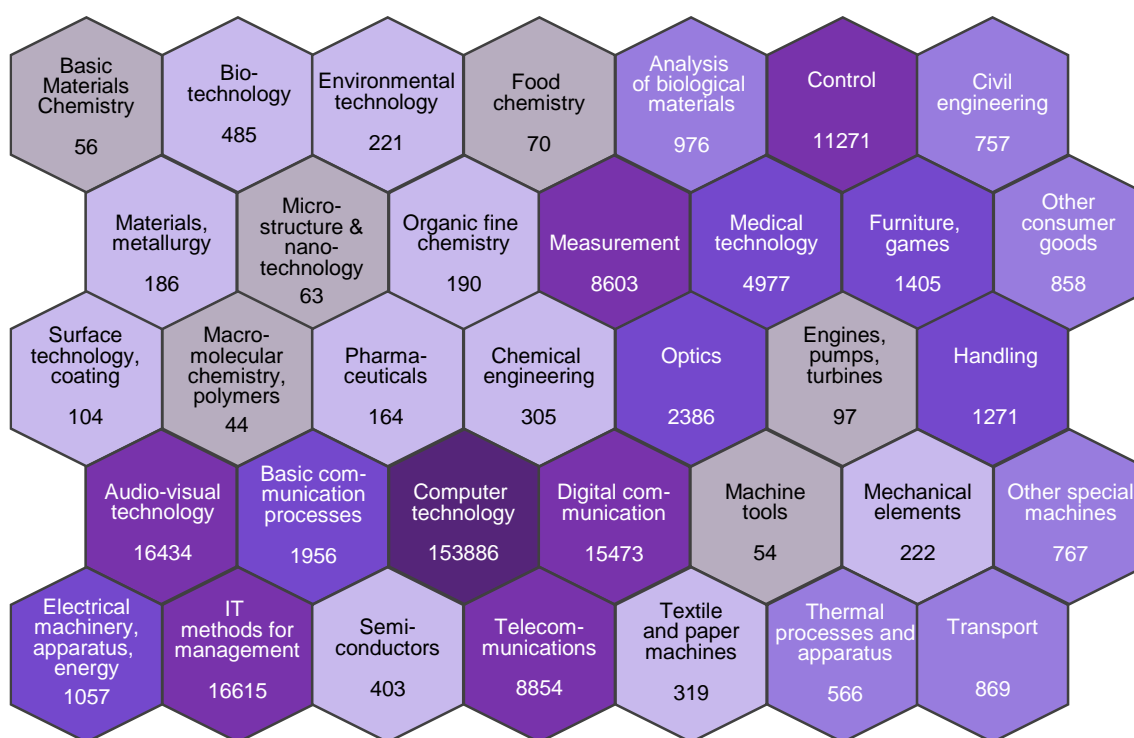 Basic
Materials
Chemistry
56
Bio-
technology
485
Environmental
technology
221
Food
chemistry
70
Analysis
of biological
materials
976
Control
11271
Civil
engineering
757
Materials,
metallurgy
186
Micro-
structure &
nano-
technology
63
Organic fine
chemistry
190
Measurement
8603
Medical
technology
4977
Furniture,
games
1405
Other
consumer
goods
858
Surface
technology,
coating
104
Macro-
molecular
chemistry,
polymers
44
Pharma-
ceuticals
164
Chemical
engineering
305
Optics
2386
Engines,
pumps,
turbines
97
Handling
1271
Audio-visual
technology
16434
Basic com-
munication
processes
1956
Computer
technology
153886
Digital com-
munication
15473
Machine
tools
54
Mechanical
elements
222
Other special
machines
767
Electrical
machinery,
apparatus,
energy
1057
IT
methods for
management
16615
Semi-
conductors
403
Telecom-
munications
8854
Textile
and paper
machines
319
Thermal
processes and
apparatus
566
Transport
869